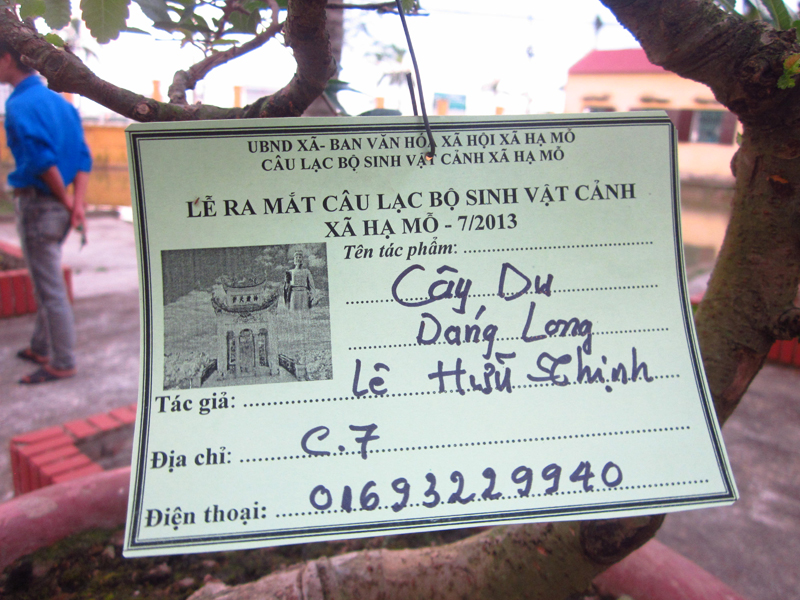 UBND XÃ- BAN VĂN HÓA XÃ HỘI XÃ HẠ MỖ
CÂU LẠC BỘ SINH VẬT CẢNH XÃ HẠ MỖ
LỄ RA MẮT CÂU LẠC BỘ SINH VẬT CẢNH
XÃ HẠ MỖ - 7/2013
Tên tác phẩm:
Cây Du
Dáng Long
Tác giả: Lê Hữu Thịnh
Địa chỉ: C.7
Điện thoại: 01693229940